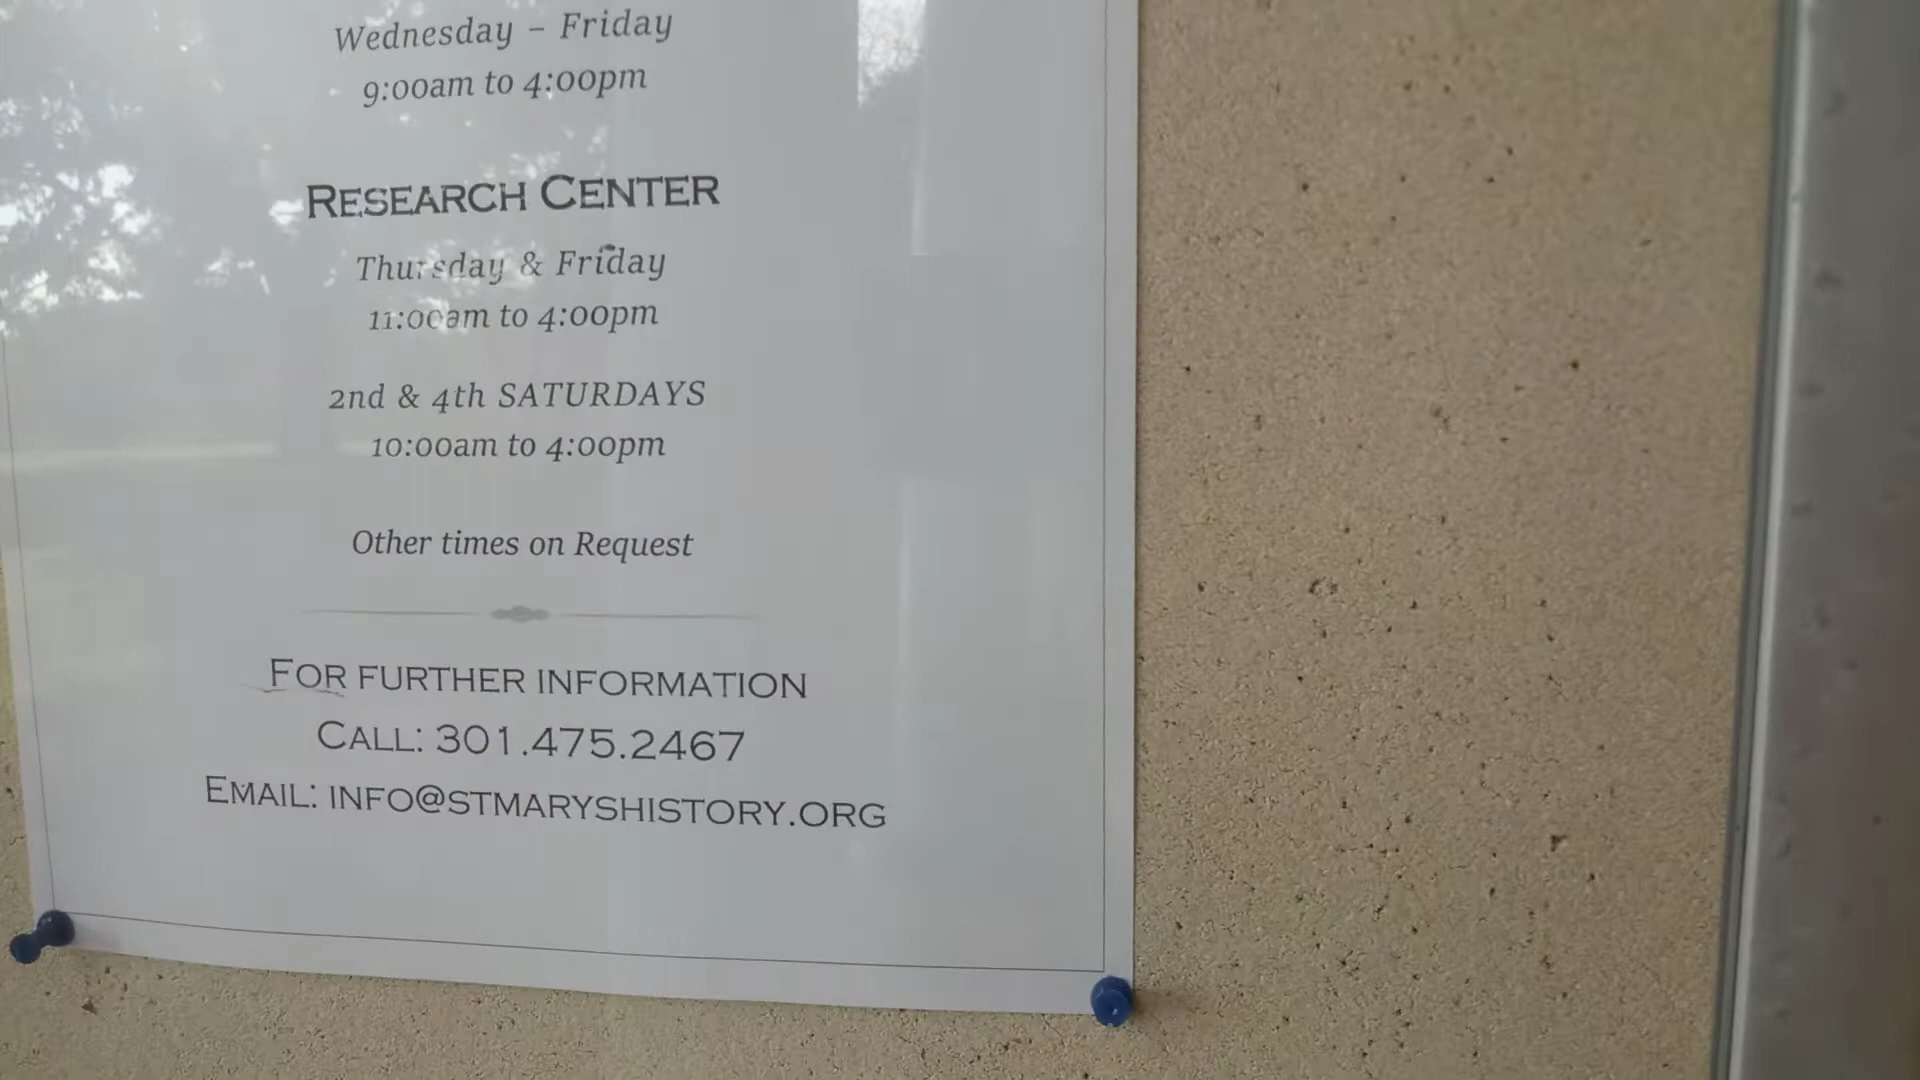 Wednesday – Friday
9:00am to 4:00pm
RESEARCH CENTER
Thursday & Friday
11:00am to 4:00pm
2nd & 4th SATURDAYS
10:00am to 4:00pm
Other times on Request
FOR FURTHER INFORMATION
CALL: 301.475.2467
EMAIL: INFO@STMARYSHISTORY.ORG